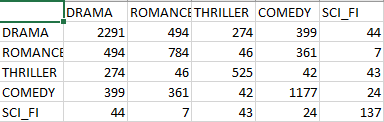 DRAMA ROMANCE THRILLER COMEDY SCI_FI
DRAMA 2291 494 274 399 44
ROMANCE 494 784 46 361 7
THRILLER 274 46 525 42 43
COMEDY 399 361 42 1177 24
SCI_FI 44 7 43 24 137